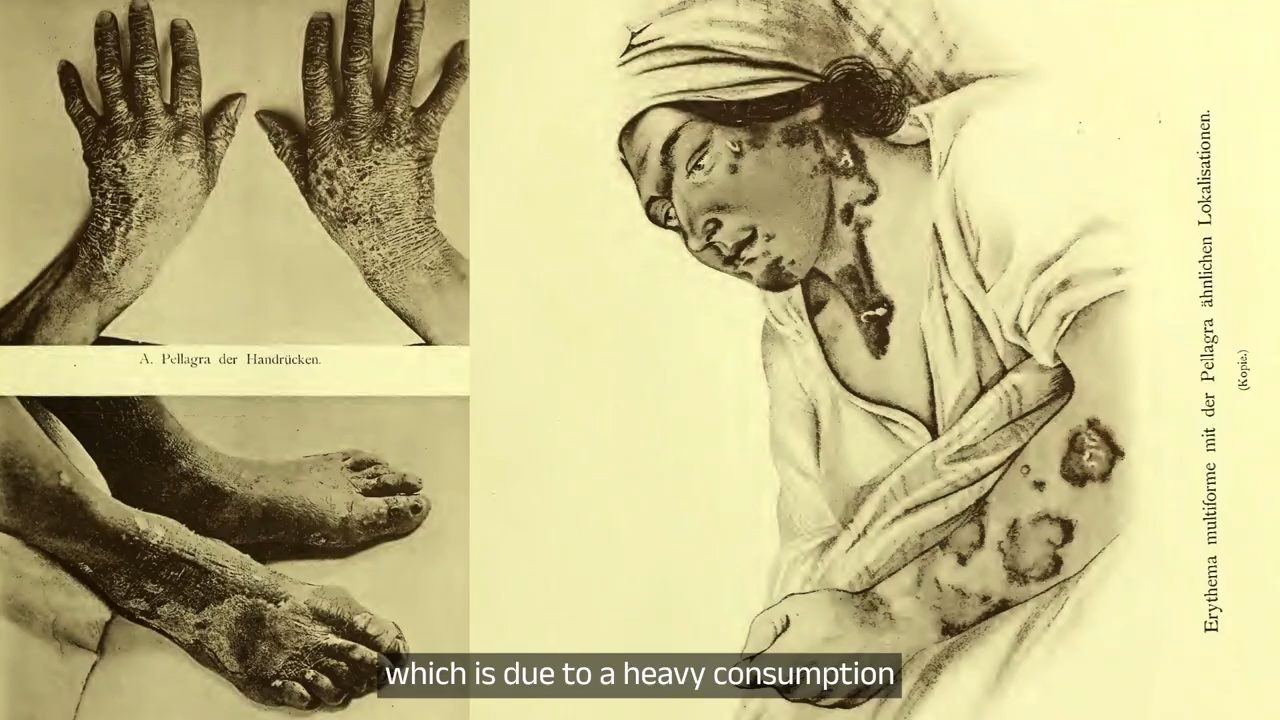 A. Pellagra der Handrücken.
Erythema multiforme mit der Pellagra ähnlichen Lokalisationen.
(Kopie.)
which is due to a heavy consumption